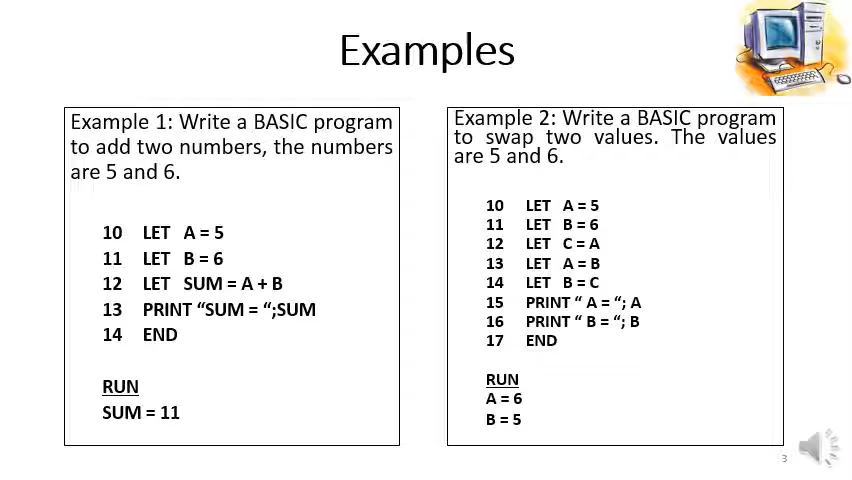 Examples
Example 1: Write a BASIC program
to add two numbers, the numbers
are 5 and 6.
10 LET A = 5
11 LET B = 6
12 LET SUM = A + B
13 PRINT “SUM = “;SUM
14 END
RUN
SUM = 11
Example 2: Write a BASIC program
to swap two values. The values
are 5 and 6.
10 LET A = 5
11 LET B = 6
12 LET C = A
13 LET A = B
14 LET B = C
15 PRINT “ A = “; A
16 PRINT “ B = “; B
17 END
RUN
A = 6
B = 5
3